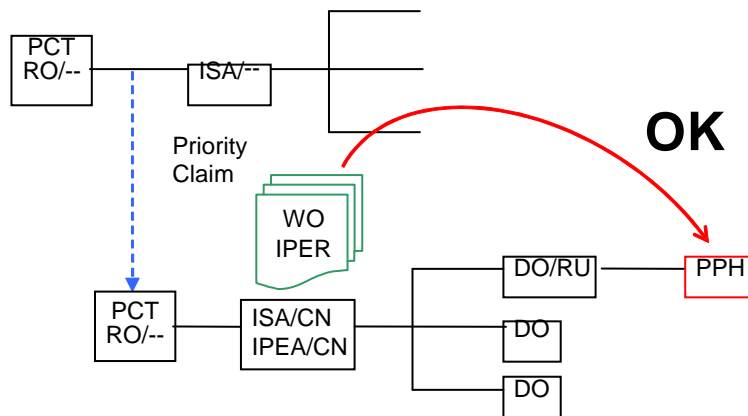 PCT
RO/--
ISA/--
OK
Priority
Claim
WO
IPER
DO/RU
PPH
PCT
RO/--
ISA/CN
IPEA/CN
DO
DO